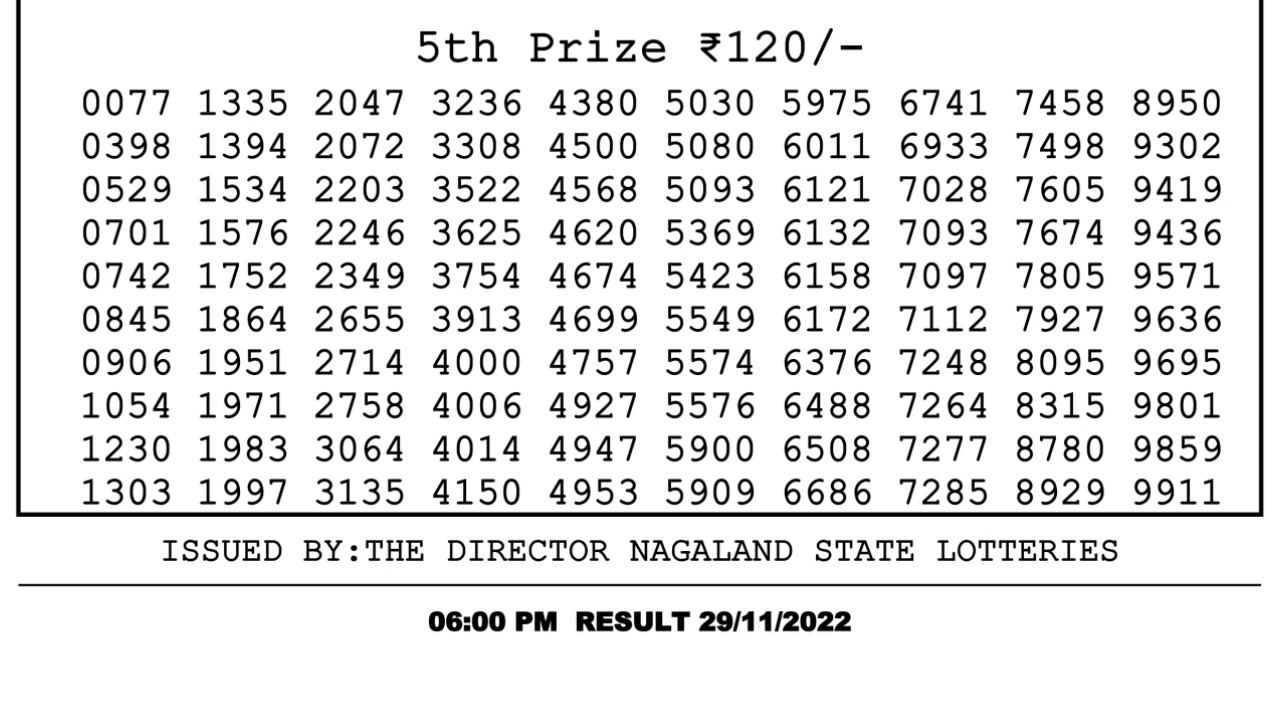 5th Prize ₹120/-
0077 1335 2047 3236 4380 5030 5975 6741 7458 8950
0398 1394 2072 3308 4500 5080 6011 6933 7498 9302
0529 1534 2203 3522 4568 5093 6121 7028 7605 9419
0701 1576 2246 3625 4620 5369 6132 7093 7674 9436
0742 1752 2349 3754 4674 5423 6158 7097 7805 9571
0845 1864 2655 3913 4699 5549 6172 7112 7927 9636
0906 1951 2714 4000 4757 5574 6376 7248 8095 9695
1054 1971 2758 4006 4927 5576 6488 7264 8315 9801
1230 1983 3064 4014 4947 5900 6508 7277 8780 9859
1303 1997 3135 4150 4953 5909 6686 7285 8929 9911
ISSUED BY:THE DIRECTOR NAGALAND STATE LOTTERIES
06:00 PM RESULT 29/11/2022